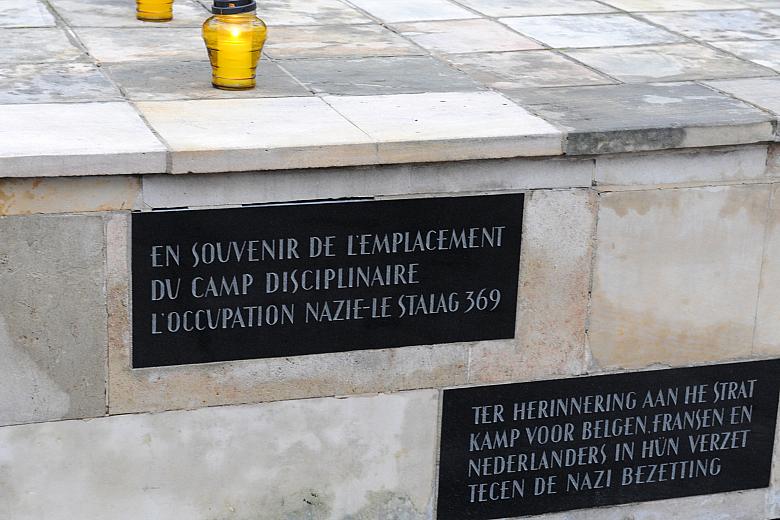 EN SOUVENIR DE L'EMPLACEMENT
DU CAMP DISCIPLINAIRE
L'OCCUPATION NAZIE-LE STALAG 369
TER HERINNERING AAN HE STRAT
KAMP VOOR BELGEN, FRANSEN EN
NEDERLANDERS IN HÜN VERZET
TECEN DE NAZI BEZETTING